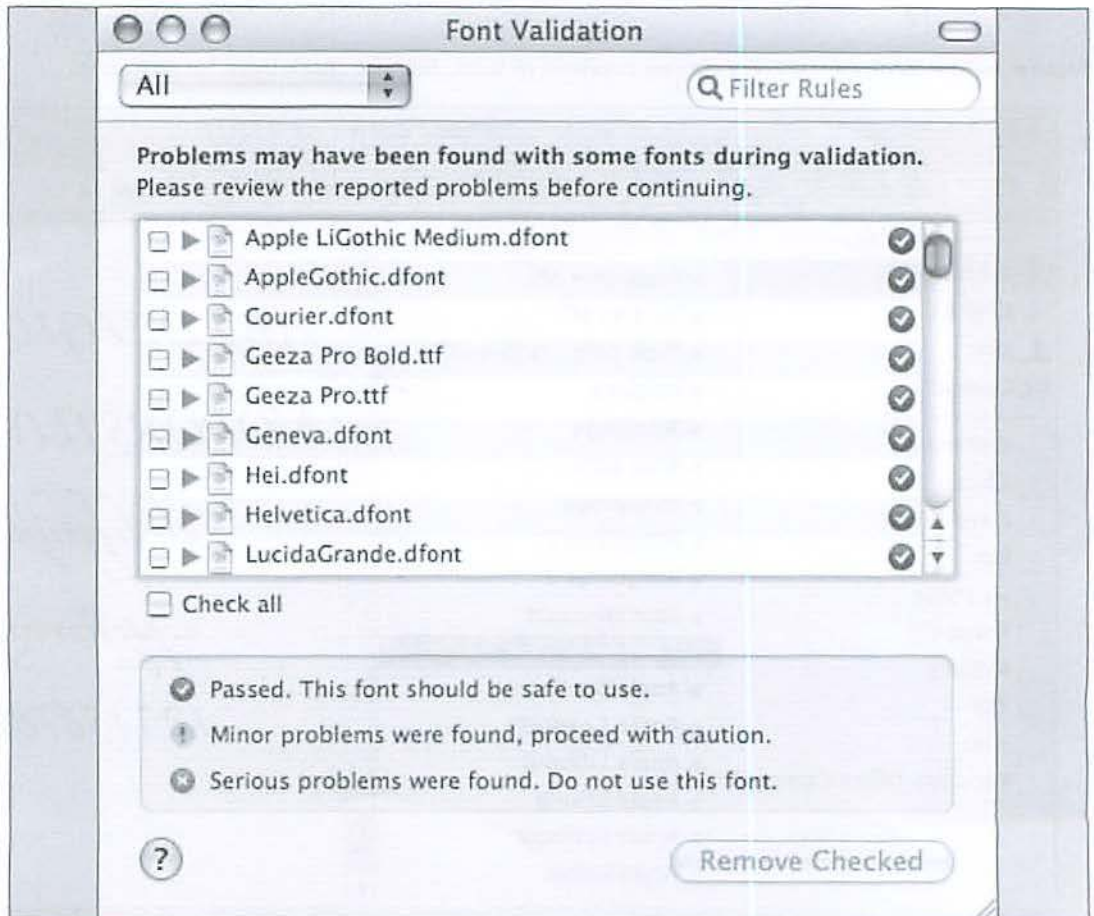 Font Validation
All
Filter Rules
Problems may have been found with some fonts during validation.
Please review the reported problems before continuing.
Apple LiGothic Medium.dfont
AppleGothic.dfont
Courier.dfont
Geeza Pro Bold.ttf
Geeza Pro.ttf
Geneva.dfont
Hei.dfont
Helvetica.dfont
LucidaGrande.dfont
Check all
Passed. This font should be safe to use.
Minor problems were found, proceed with caution.
Serious problems were found. Do not use this font.
?
Remove Checked